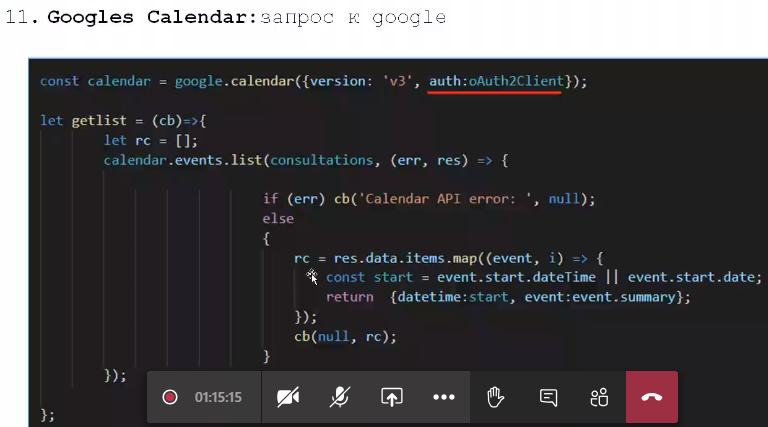 11. Googles Calendar:запрос к google
const calendar = google.calendar({version: 'v3', auth:oAuth2Client});
let getlist = (cb)=>{
let rc = [];
calendar.events.list(consultations, (err, res) => {
if (err) cb('Calendar API error: ', null);
else
{
rc = res.data.items.map((event, i) => {
const start = event.start.dateTime || event.start.date;
return {datetime:start, event:event.summary};
});
cb(null, rc);
}
});
};
01:15:15